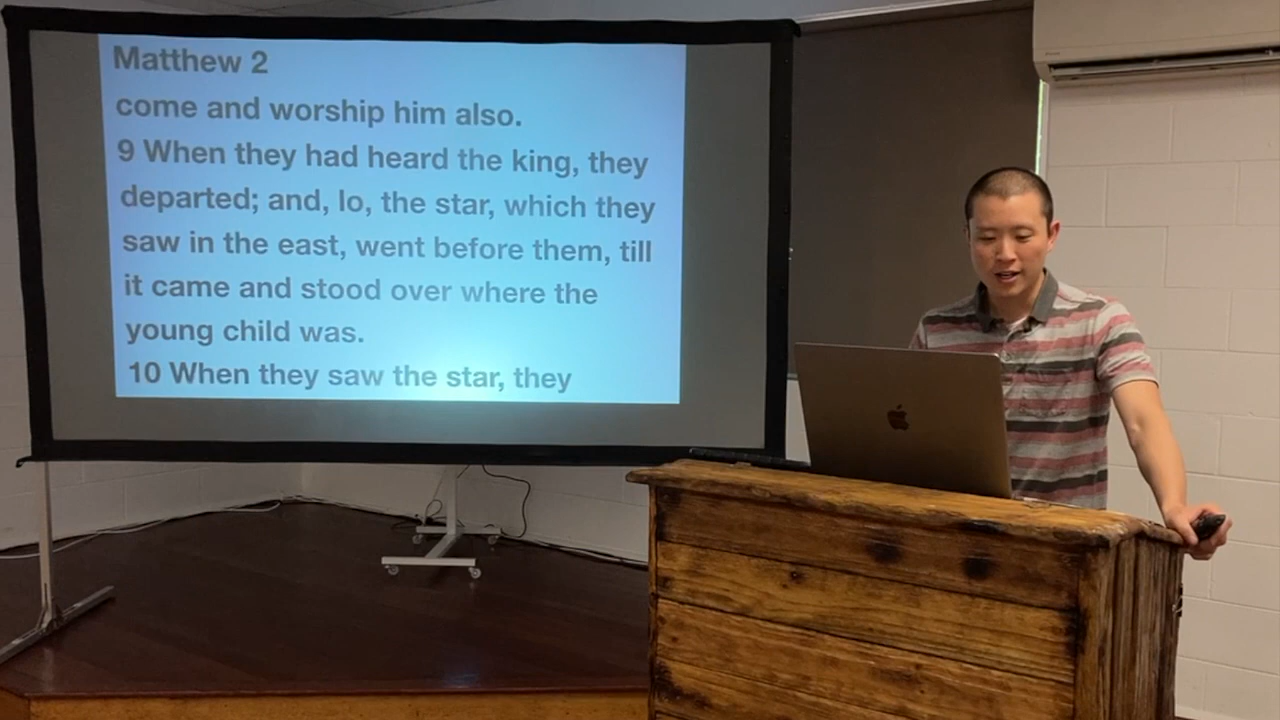 Matthew 2
come and worship him also.
9 When they had heard the king, they
departed; and, lo, the star, which they
saw in the east, went before them, till
it came and stood over where the
young child was.
10 When they saw the star, they